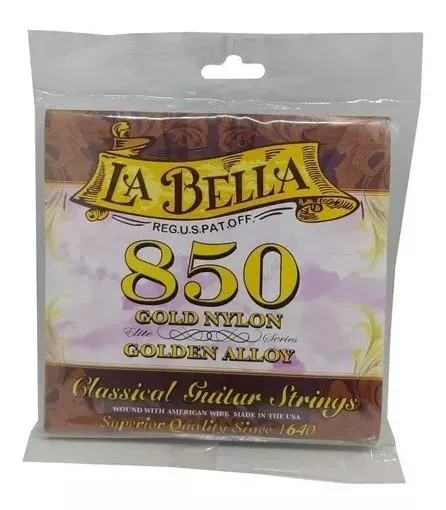 LA BELLA
REG.U.S.PAT.OFF.
850
GOLD NYLON
Elite Series
GOLDEN ALLOY
Classical Guitar Strings
WOUND WITH AMERICAN WIRE MADE IN THE USA.
Superior Quality Since 1640